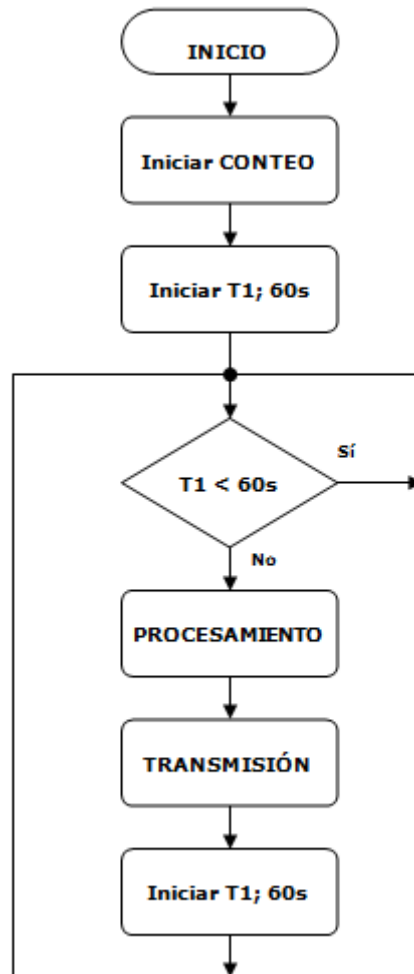 INICIO
Iniciar CONTEO
Iniciar T1; 60s
T1 < 60s
Sí
No
PROCESAMIENTO
TRANSMISIÓN
Iniciar T1; 60s